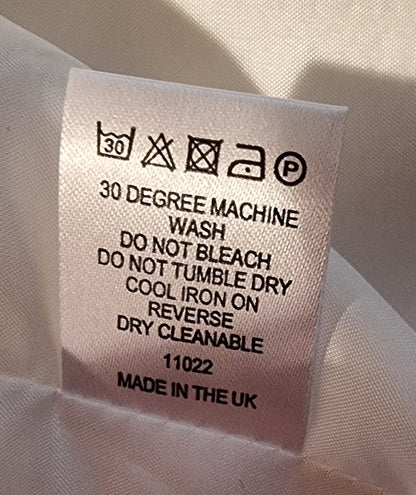 30 P
30 DEGREE MACHINE
WASH
DO NOT BLEACH
DO NOT TUMBLE DRY
COOL IRON ON
REVERSE
DRY CLEANABLE
11022
MADE IN THE UK